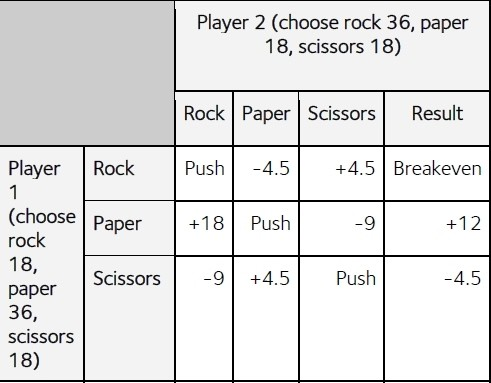 Player 2 (choose rock 36, paper
18, scissors 18)
Rock Paper Scissors Result
Player
1
(choose
rock
18,
paper
36,
scissors
18)
Rock Push -4.5 +4.5 Breakeven
Paper +18 Push -9 +12
Scissors -9 +4.5 Push -4.5